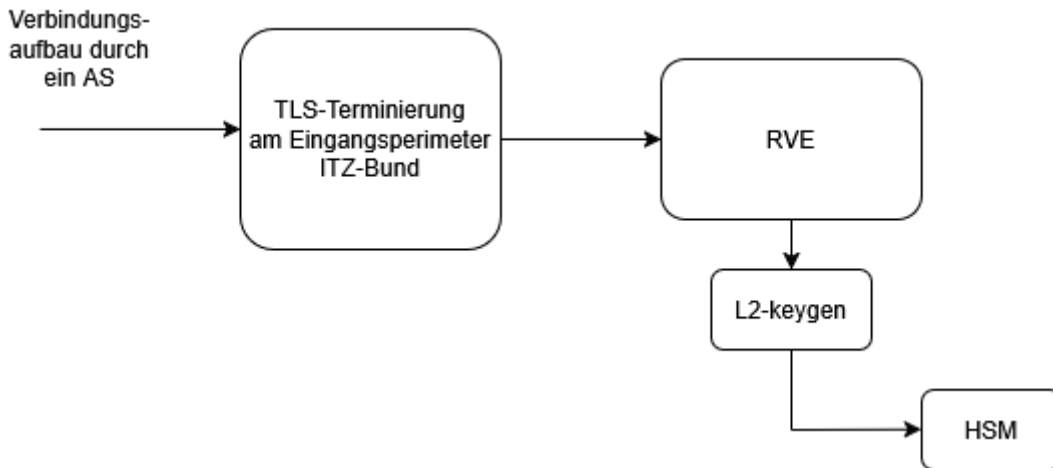 Verbindungs-
aufbau durch
ein AS
TLS-Terminierung
am Eingangsperimeter
ITZ-Bund
RVE
L2-keygen
HSM